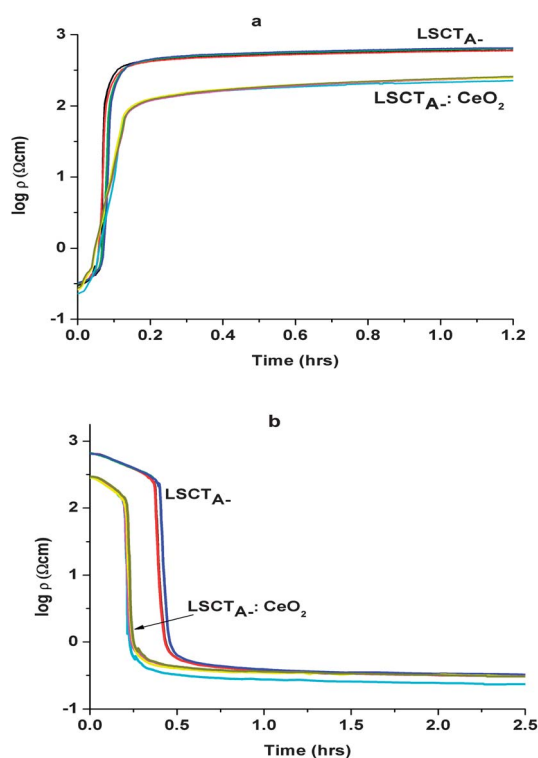 a
LSCTA-
LSCTA-: CeO2
log ρ (Ωcm)
3
2
1
0
-1
0.0 0.2 0.4 0.6 0.8 1.0 1.2
Time (hrs)
b
LSCTA-
LSCTA-: CeO2
log ρ (Ωcm)
3
2
1
0
-1
0.0 0.5 1.0 1.5 2.0 2.5
Time (hrs)